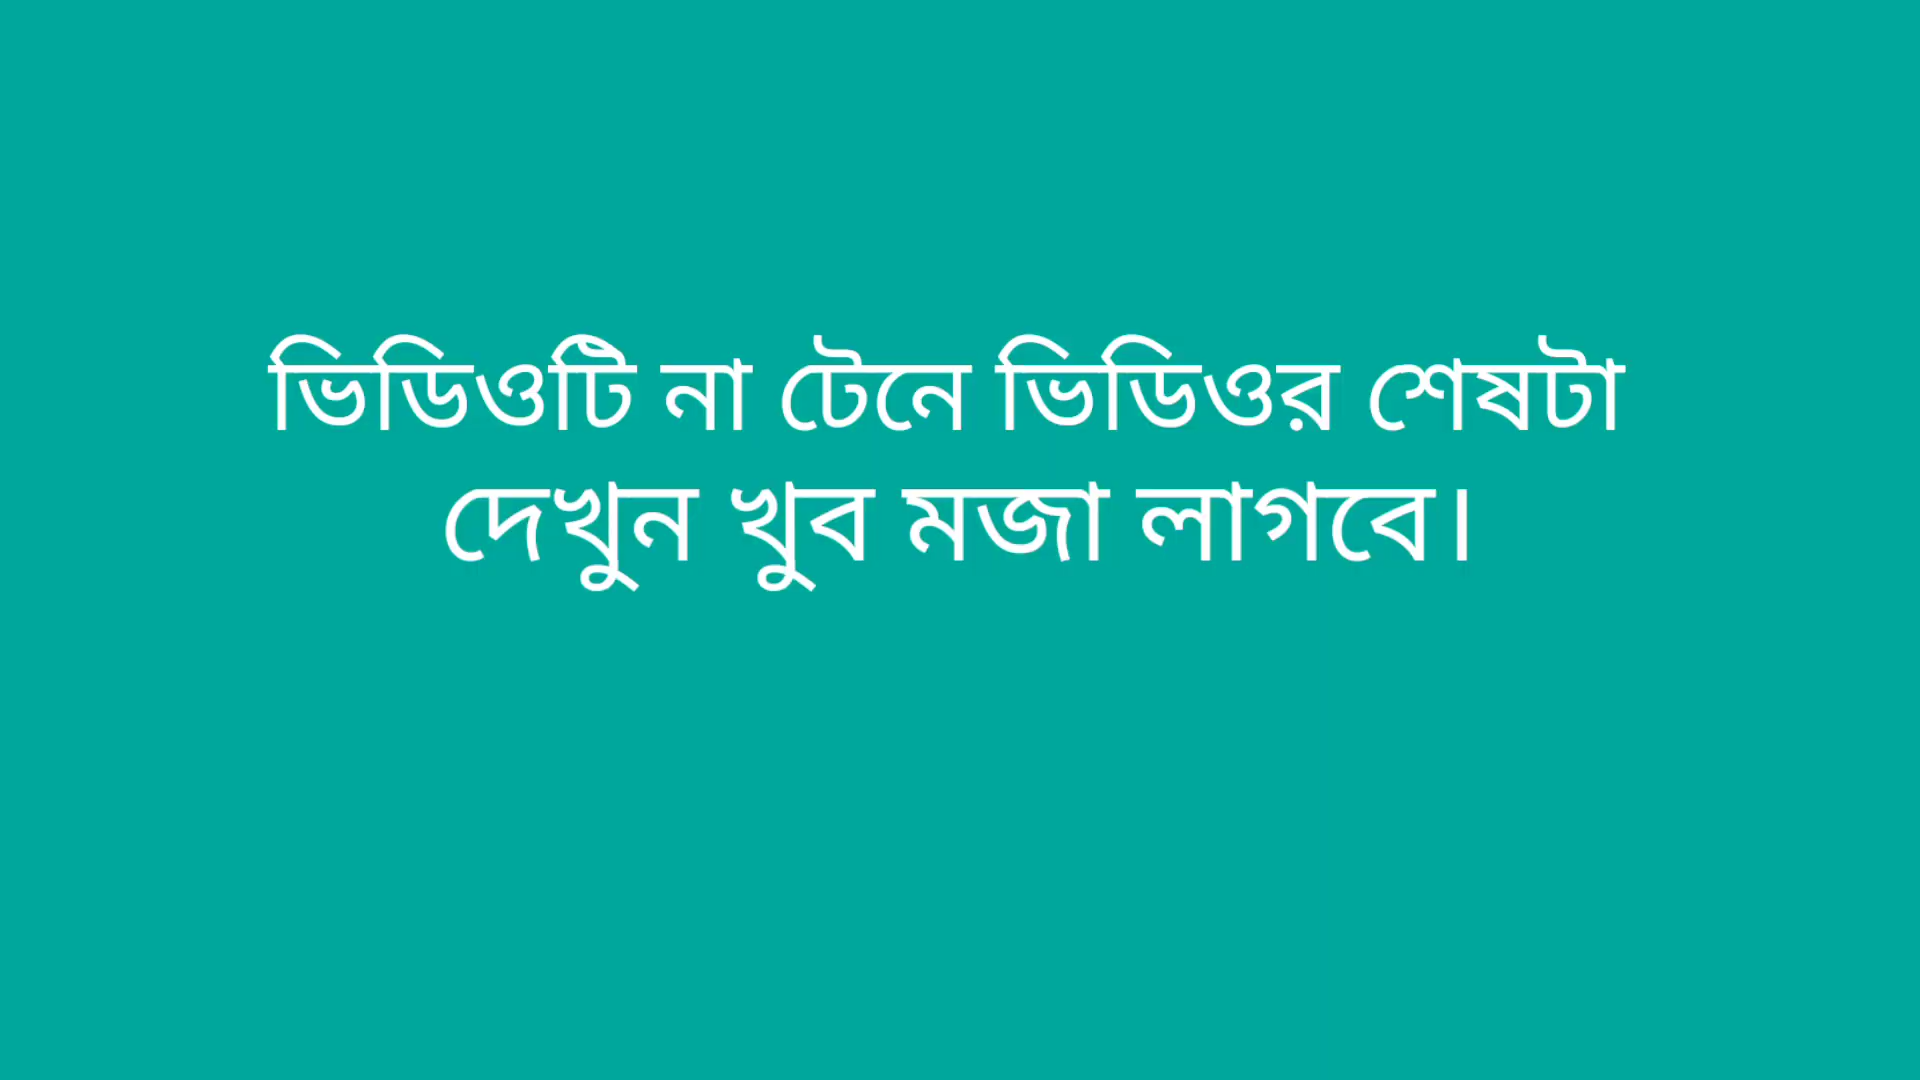 ভিডিওটি না টেনে ভিডিওর শেষটা
দেখুন খুব মজা লাগবে।